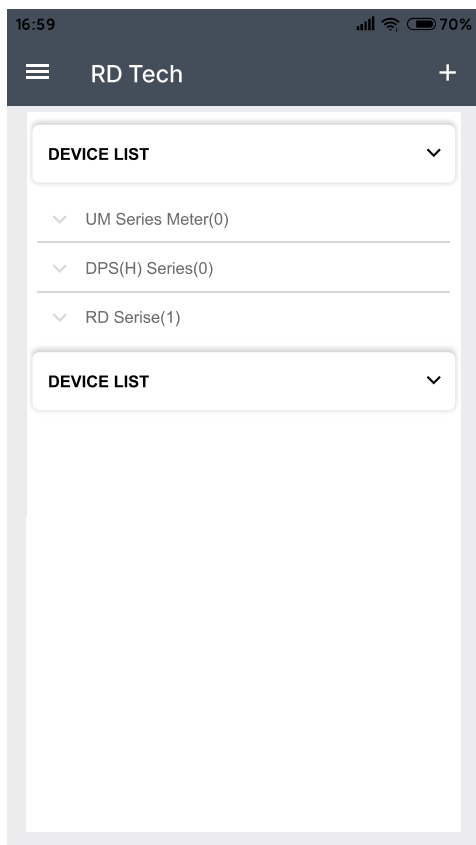 16:59 70%
RD Tech +
DEVICE LIST
UM Series Meter(0)
DPS(H) Series(0)
RD Serise(1)
DEVICE LIST